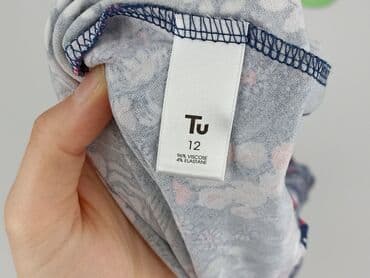 Tu
12
96% VISCOSE
4% ELASTANE